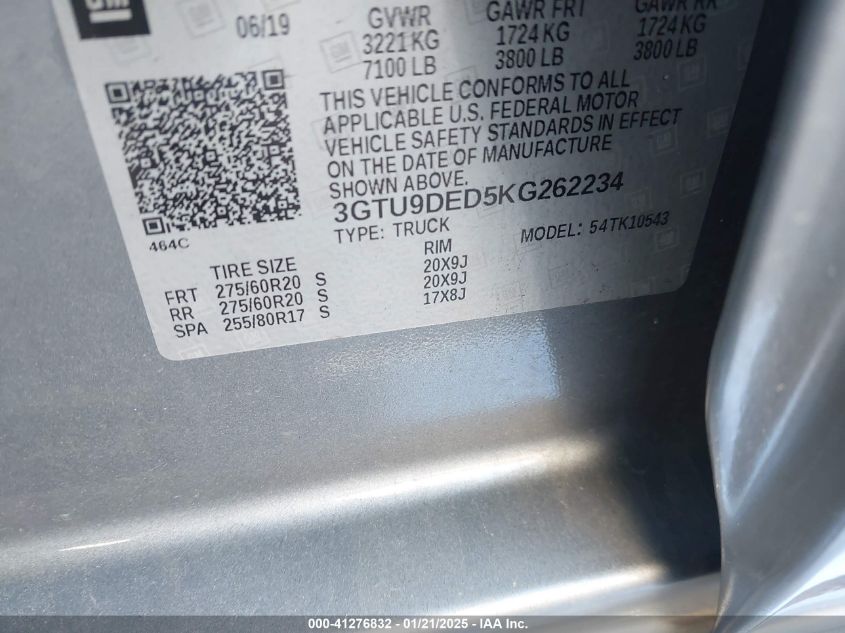 GM
06/19
GVWR GAWR FRT GAWR RR
3221 KG 1724 KG 1724 KG
7100 LB 3800 LB 3800 LB
THIS VEHICLE CONFORMS TO ALL
APPLICABLE U.S. FEDERAL MOTOR
VEHICLE SAFETY STANDARDS IN EFFECT
ON THE DATE OF MANUFACTURE
SHOWN ABOVE.
3GTU9DED5KG262234
464C
TYPE: TRUCK MODEL: 54TK10543
TIRE SIZE RIM
FRT 275/60R20 S 20X9J
RR 275/60R20 S 20X9J
SPA 255/80R17 S 17X8J
000-41276832 - 01/21/2025 - IAA Inc.